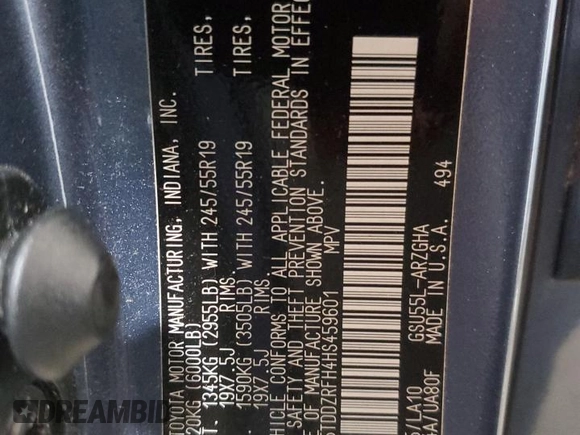 TOYOTA MOTOR MANUFACTURING, INDIANA, INC.
20KG (6000LB)
T. 1345KG (2955LB) WITH 245/55R19 TIRES,
19X7.5J RIMS
1590KG (3505LB) WITH 245/55R19 TIRES,
19X7.5J RIMS
VEHICLE CONFORMS TO ALL APPLICABLE FEDERAL MOTOR
SAFETY AND THEFT PREVENTION STANDARDS IN EFFEC
OF MANUFACTURE SHOWN ABOVE.
5TDDZRFH4HS459601 MPV
/LA10 GSU55L-ARZGHA
A/UA80F MADE IN U.S.A. 494
DREAMBID